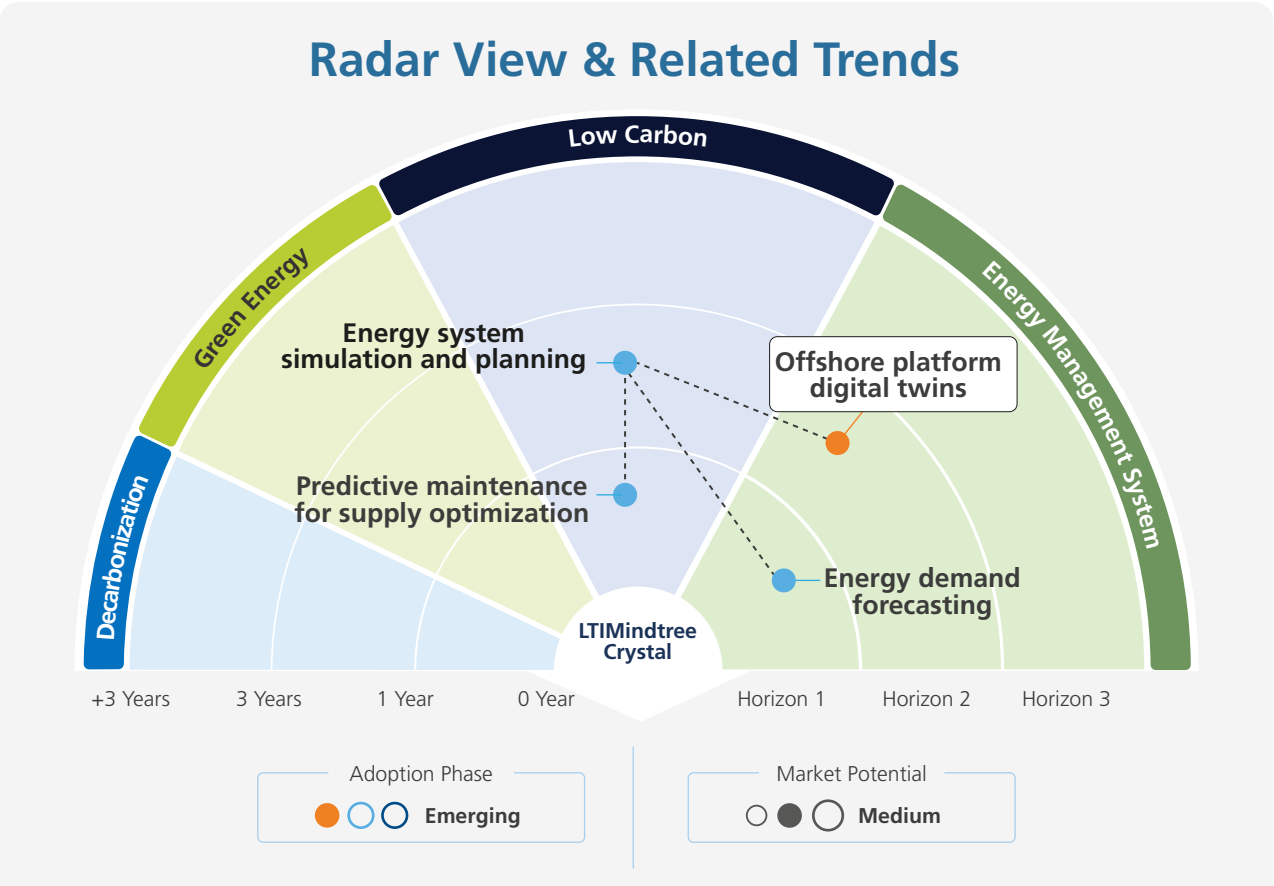 Radar View & Related Trends
Low Carbon
Green Energy
Energy Management System
Decarbonization
Energy system
simulation and planning
Offshore platform
digital twins
Predictive maintenance
for supply optimization
Energy demand
forecasting
LTIMindtree
Crystal
+3 Years
3 Years
1 Year
0 Year
Horizon 1
Horizon 2
Horizon 3
Adoption Phase
Emerging
Market Potential
Medium